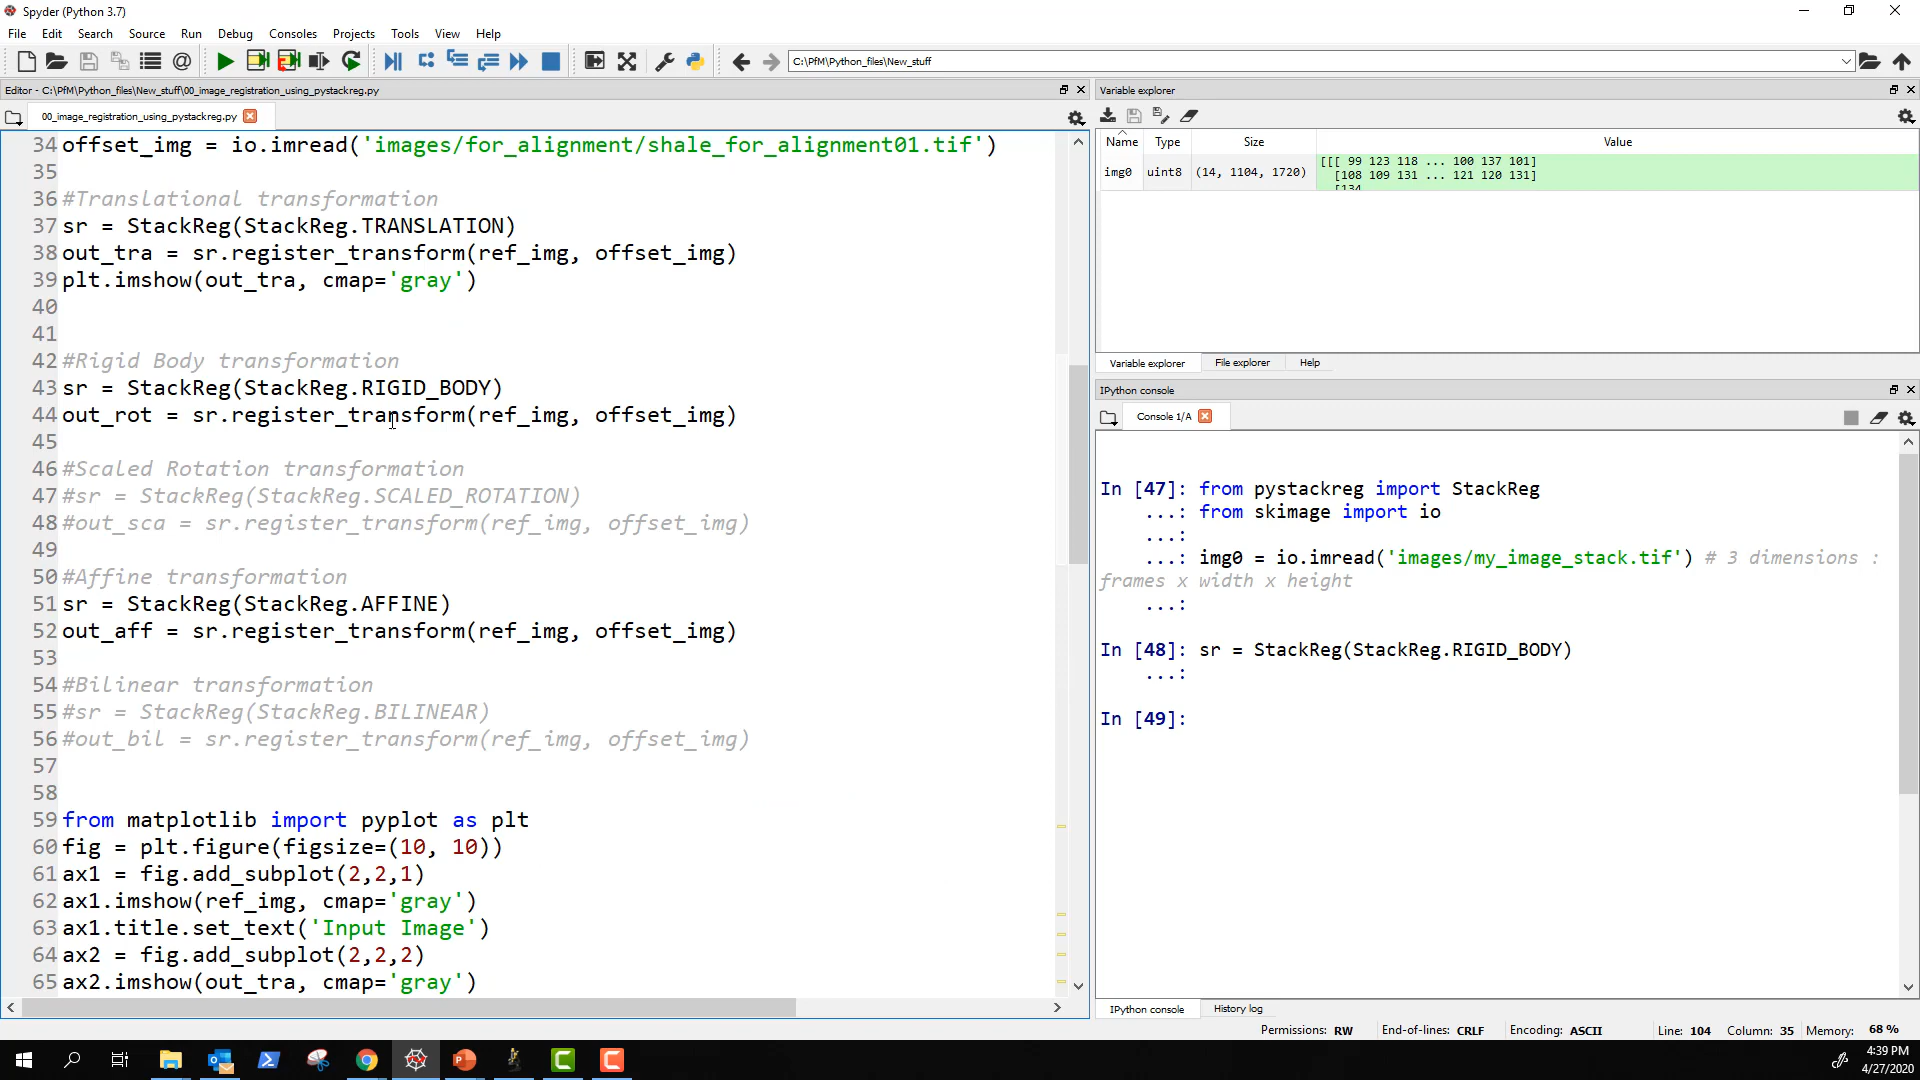 Spyder (Python 3.7)
File Edit Search Source Run Debug Consoles Projects Tools View Help
C:\PfM\Python_files\New_stuff
Editor - C:\PfM\Python_files\New_stuff\00_image_registration_using_pystackreg.py
00_image_registration_using_pystackreg.py
34 offset_img = io.imread('images/for_alignment/shale_for_alignment01.tif')
35
36 #Translational transformation
37 sr = StackReg(StackReg.TRANSLATION)
38 out_tra = sr.register_transform(ref_img, offset_img)
39 plt.imshow(out_tra, cmap='gray')
40
41
42 #Rigid Body transformation
43 sr = StackReg(StackReg.RIGID_BODY)
44 out_rot = sr.register_transform(ref_img, offset_img)
45
46 #Scaled Rotation transformation
47 #sr = StackReg(StackReg.SCALED_ROTATION)
48 #out_sca = sr.register_transform(ref_img, offset_img)
49
50 #Affine transformation
51 sr = StackReg(StackReg.AFFINE)
52 out_aff = sr.register_transform(ref_img, offset_img)
53
54 #Bilinear transformation
55 #sr = StackReg(StackReg.BILINEAR)
56 #out_bil = sr.register_transform(ref_img, offset_img)
57
58
59 from matplotlib import pyplot as plt
60 fig = plt.figure(figsize=(10, 10))
61 ax1 = fig.add_subplot(2,2,1)
62 ax1.imshow(ref_img, cmap='gray')
63 ax1.title.set_text('Input Image')
64 ax2 = fig.add_subplot(2,2,2)
65 ax2.imshow(out_tra, cmap='gray')
Variable explorer
Name Type Size Value
img0 uint8 (14, 1104, 1720) [[[ 99 123 118 ... 100 137 101]
[108 109 131 ... 121 120 131]
[134
Variable explorer File explorer Help
IPython console
Console 1/A
In [47]: from pystackreg import StackReg
...: from skimage import io
...:
...: img0 = io.imread('images/my_image_stack.tif') # 3 dimensions :
frames x width x height
...:
In [48]: sr = StackReg(StackReg.RIGID_BODY)
...:
In [49]:
IPython console History log
Permissions: RW End-of-lines: CRLF Encoding: ASCII Line: 104 Column: 35 Memory: 68 %
4:39 PM
4/27/2020